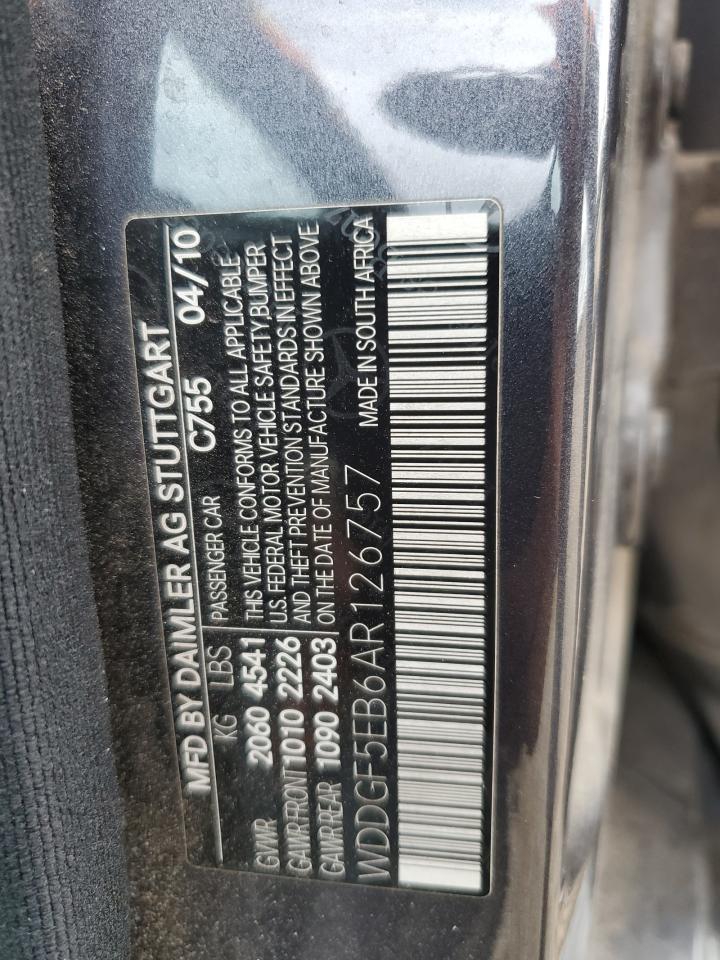 MFD BY DAIMLER AG STUTTGART
KG LBS PASSENGER CAR C755 04/10
GVWR 2060 4541 THIS VEHICLE CONFORMS TO ALL APPLICABLE
GAWR FRONT 1010 2226 U.S. FEDERAL MOTOR VEHICLE SAFETY, BUMPER
GAWR REAR 1090 2403 AND THEFT PREVENTION STANDARDS IN EFFECT
ON THE DATE OF MANUFACTURE SHOWN ABOVE
WDDGF5EB6AR126757 MADE IN SOUTH AFRICA